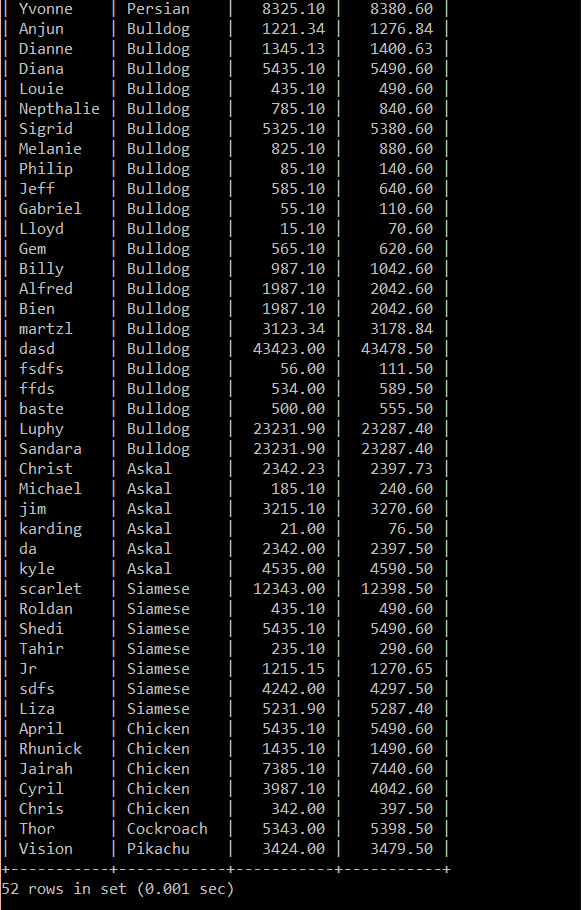 | Yvonne    | Persian   |   8325.10 |   8380.60 |
| Anjun     | Bulldog   |   1221.34 |   1276.84 |
| Dianne    | Bulldog   |   1345.13 |   1400.63 |
| Diana     | Bulldog   |   5435.10 |   5490.60 |
| Louie     | Bulldog   |    435.10 |    490.60 |
| Nepthalie | Bulldog   |    785.10 |    840.60 |
| Sigrid    | Bulldog   |   5325.10 |   5380.60 |
| Melanie   | Bulldog   |    825.10 |    880.60 |
| Philip    | Bulldog   |     85.10 |    140.60 |
| Jeff      | Bulldog   |    585.10 |    640.60 |
| Gabriel   | Bulldog   |     55.10 |    110.60 |
| Lloyd     | Bulldog   |     15.10 |     70.60 |
| Gem       | Bulldog   |    565.10 |    620.60 |
| Billy     | Bulldog   |    987.10 |   1042.60 |
| Alfred    | Bulldog   |   1987.10 |   2042.60 |
| Bien      | Bulldog   |   1987.10 |   2042.60 |
| martzl    | Bulldog   |   3123.34 |   3178.84 |
| dasd      | Bulldog   |  43423.00 |  43478.50 |
| fsdfs     | Bulldog   |     56.00 |    111.50 |
| ffds      | Bulldog   |    534.00 |    589.50 |
| baste     | Bulldog   |    500.00 |    555.50 |
| Luphy     | Bulldog   |  23231.90 |  23287.40 |
| Sandara   | Bulldog   |  23231.90 |  23287.40 |
| Christ    | Askal     |   2342.23 |   2397.73 |
| Michael   | Askal     |    185.10 |    240.60 |
| jim       | Askal     |   3215.10 |   3270.60 |
| karding   | Askal     |     21.00 |     76.50 |
| da        | Askal     |   2342.00 |   2397.50 |
| kyle      | Askal     |   4535.00 |   4590.50 |
| scarlet   | Siamese   |  12343.00 |  12398.50 |
| Roldan    | Siamese   |    435.10 |    490.60 |
| Shedi     | Siamese   |   5435.10 |   5490.60 |
| Tahir     | Siamese   |    235.10 |    290.60 |
| Jr        | Siamese   |   1215.15 |   1270.65 |
| sdfs      | Siamese   |   4242.00 |   4297.50 |
| Liza      | Siamese   |   5231.90 |   5287.40 |
| April     | Chicken   |   5435.10 |   5490.60 |
| Rhunick   | Chicken   |   1435.10 |   1490.60 |
| Jairah    | Chicken   |   7385.10 |   7440.60 |
| Cyril     | Chicken   |   3987.10 |   4042.60 |
| Chris     | Chicken   |    342.00 |    397.50 |
| Thor      | Cockroach |   5343.00 |   5398.50 |
| Vision    | Pikachu   |   3424.00 |   3479.50 |
+-----------+-----------+-----------+-----------+
52 rows in set (0.001 sec)